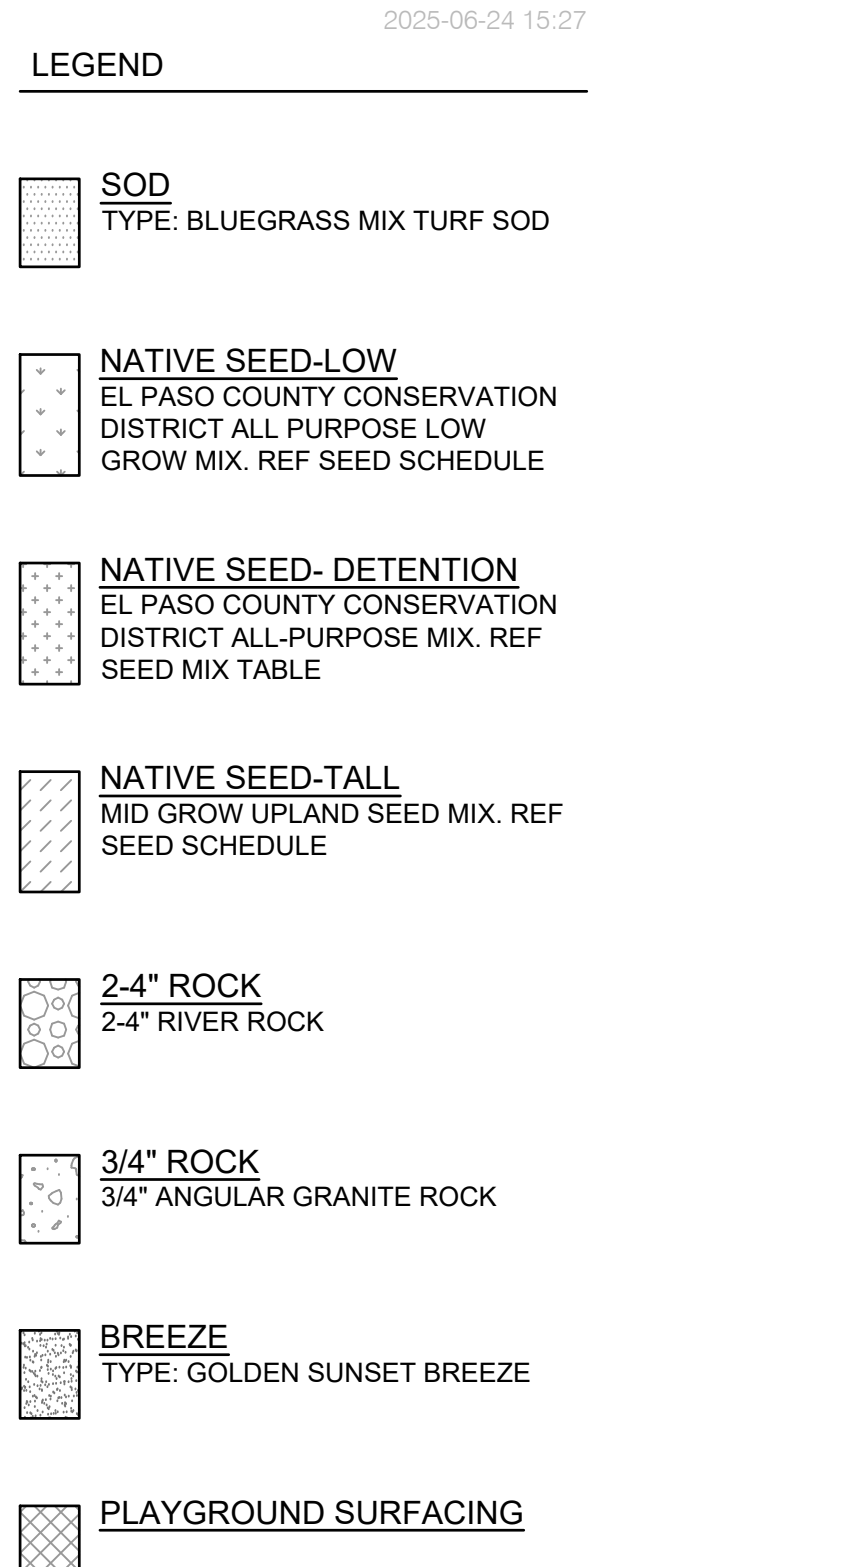 2025-06-24 15:27
LEGEND
SOD
TYPE: BLUEGRASS MIX TURF SOD
NATIVE SEED-LOW
EL PASO COUNTY CONSERVATION
DISTRICT ALL PURPOSE LOW
GROW MIX. REF SEED SCHEDULE
NATIVE SEED- DETENTION
EL PASO COUNTY CONSERVATION
DISTRICT ALL-PURPOSE MIX. REF
SEED MIX TABLE
NATIVE SEED-TALL
MID GROW UPLAND SEED MIX. REF
SEED SCHEDULE
2-4" ROCK
2-4" RIVER ROCK
3/4" ROCK
3/4" ANGULAR GRANITE ROCK
BREEZE
TYPE: GOLDEN SUNSET BREEZE
PLAYGROUND SURFACING